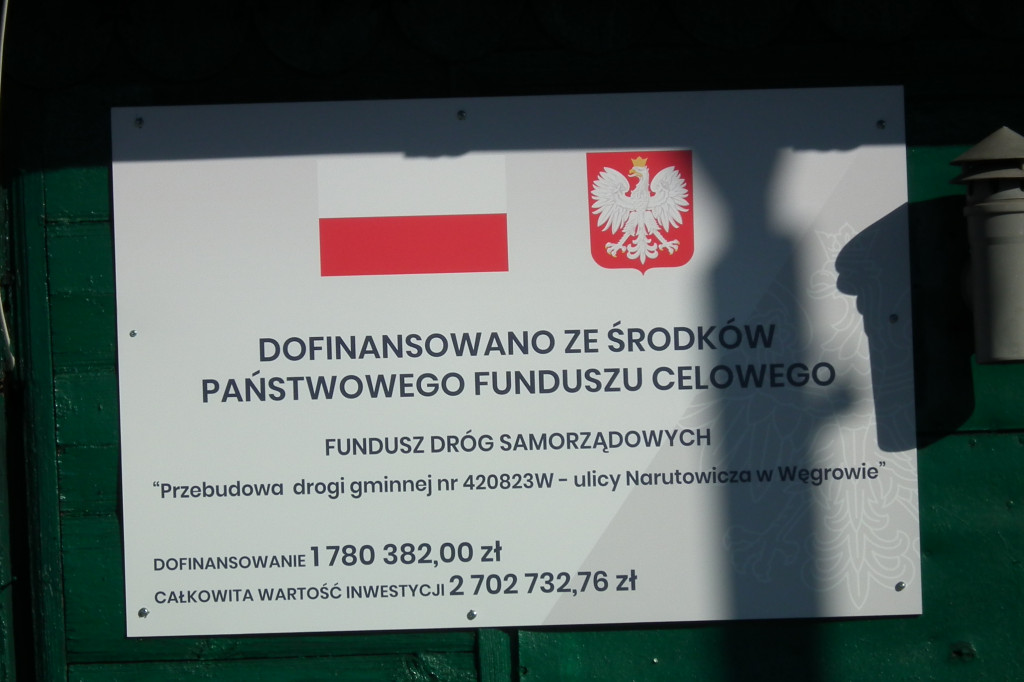 DOFINANSOWANO ZE ŚRODKÓW
PAŃSTWOWEGO FUNDUSZU CELOWEGO
FUNDUSZ DRÓG SAMORZĄDOWYCH
“Przebudowa drogi gminnej nr 420823W - ulicy Narutowicza w Węgrowie”
DOFINANSOWANIE 1 780 382,00 zł
CAŁKOWITA WARTOŚĆ INWESTYCJI 2 702 732,76 zł